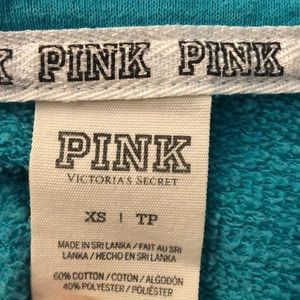 K PINK PINK
PINK
VICTORIA'S SECRET
XS | TP
MADE IN SRI LANKA / FAIT AU SRI
LANKA / HECHO EN SRI LANKA
60% COTTON / COTON / ALGODÓN
40% POLYESTER / POLIÉSTER